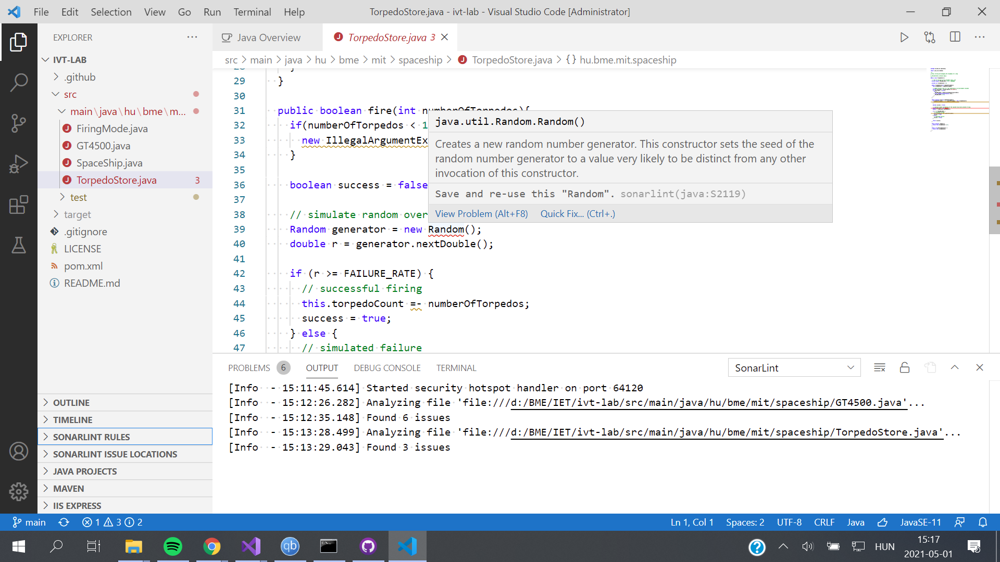 File Edit Selection View Go Run Terminal Help
TorpedoStore.java - ivt-lab - Visual Studio Code [Administrator]
EXPLORER
Java Overview
TorpedoStore.java 3
IVT-LAB
.github
src
main\java\hu\bme\m...
FiringMode.java
GT4500.java
SpaceShip.java
TorpedoStore.java 3
test
target
.gitignore
LICENSE
pom.xml
README.md
OUTLINE
TIMELINE
SONARLINT RULES
SONARLINT ISSUE LOCATIONS
JAVA PROJECTS
MAVEN
IIS EXPRESS
src > main > java > hu > bme > mit > spaceship > TorpedoStore.java > {} hu.bme.mit.spaceship
29 }
30
31 public boolean fire(int numberOfTorpedos){
32 if(numberOfTorpedos < 1
33 new IllegalArgumentEx
34 }
35
36 boolean success = false
37
38 // simulate random over
39 Random generator = new Random();
40 double r = generator.nextDouble();
41
42 if (r >= FAILURE_RATE) {
43 // successful firing
44 this.torpedoCount =- numberOfTorpedos;
45 success = true;
46 } else {
47 // simulated failure
java.util.Random.Random()
Creates a new random number generator. This constructor sets the seed of the
random number generator to a value very likely to be distinct from any other
invocation of this constructor.
Save and re-use this "Random". sonarlint(java:S2119)
View Problem (Alt+F8) Quick Fix... (Ctrl+.)
PROBLEMS 6 OUTPUT DEBUG CONSOLE TERMINAL
SonarLint
[Info - 15:11:45.614] Started security hotspot handler on port 64120
[Info - 15:12:26.282] Analyzing file 'file:///d:/BME/IET/ivt-lab/src/main/java/hu/bme/mit/spaceship/GT4500.java'...
[Info - 15:12:35.148] Found 6 issues
[Info - 15:13:28.499] Analyzing file 'file:///d:/BME/IET/ivt-lab/src/main/java/hu/bme/mit/spaceship/TorpedoStore.java'...
[Info - 15:13:29.043] Found 3 issues
main 1 3 2
Ln 1, Col 1 Spaces: 2 UTF-8 CRLF Java JavaSE-11
qb
HUN
15:17
2021-05-01